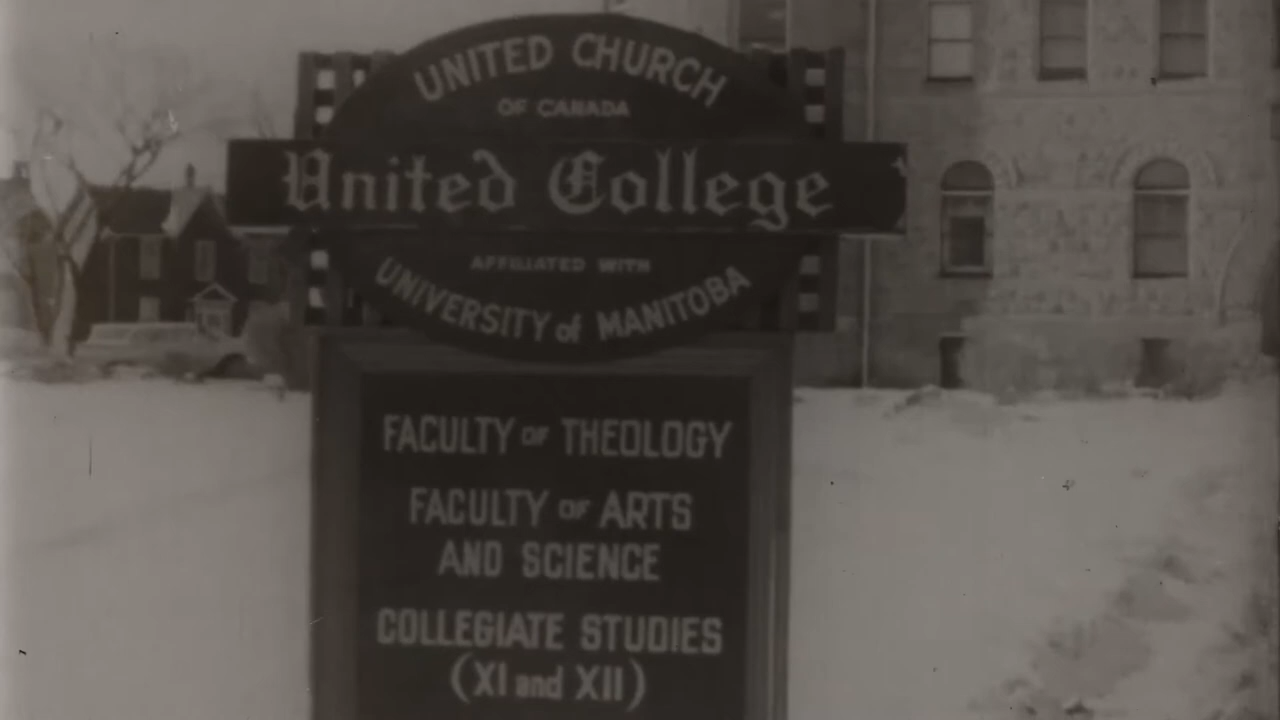 UNITED CHURCH
OF CANADA
United College
AFFILIATED WITH
UNIVERSITY of MANITOBA
FACULTY OF THEOLOGY
FACULTY OF ARTS
AND SCIENCE
COLLEGIATE STUDIES
(XI and XII)